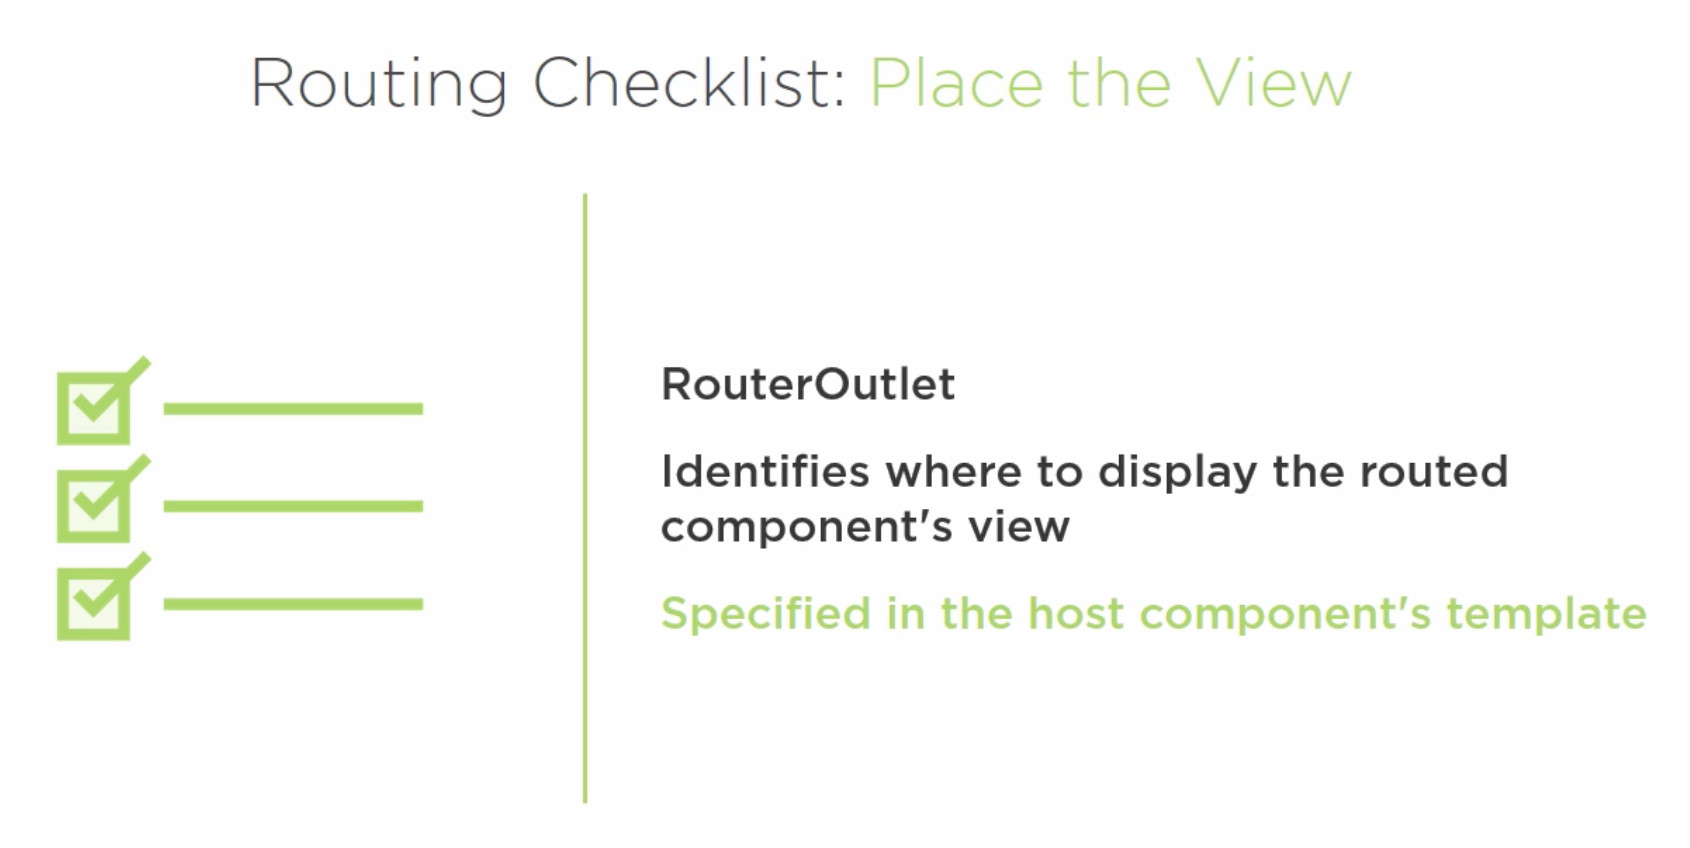 Routing Checklist: Place the View
RouterOutlet
Identifies where to display the routed
component's view
Specified in the host component's template